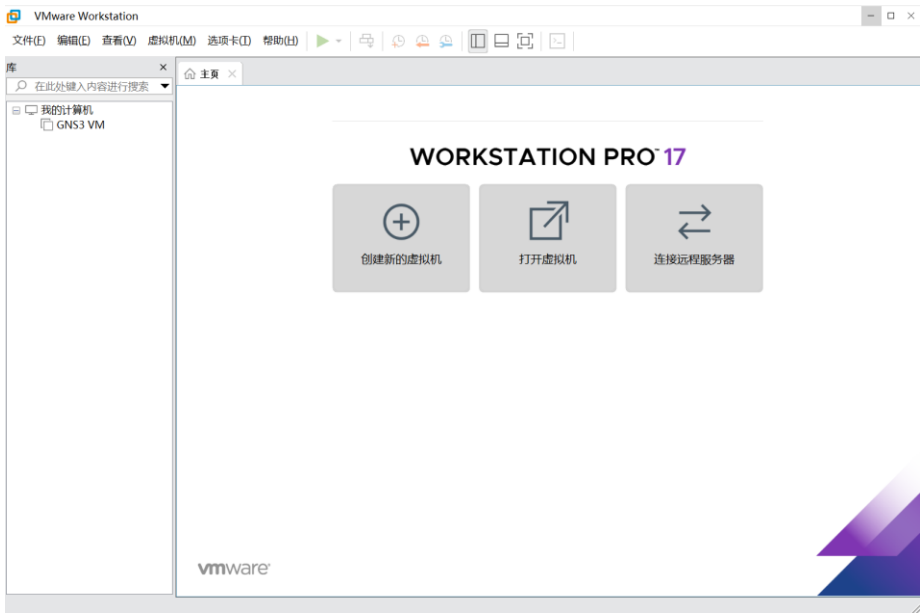 VMware Workstation
文件(F) 编辑(E) 查看(V) 虚拟机(M) 选项卡(T) 帮助(H)
库
在此处键入内容进行搜索
我的计算机
GNS3 VM
主页
WORKSTATION PRO™ 17
创建新的虚拟机
打开虚拟机
连接远程服务器
vmware®